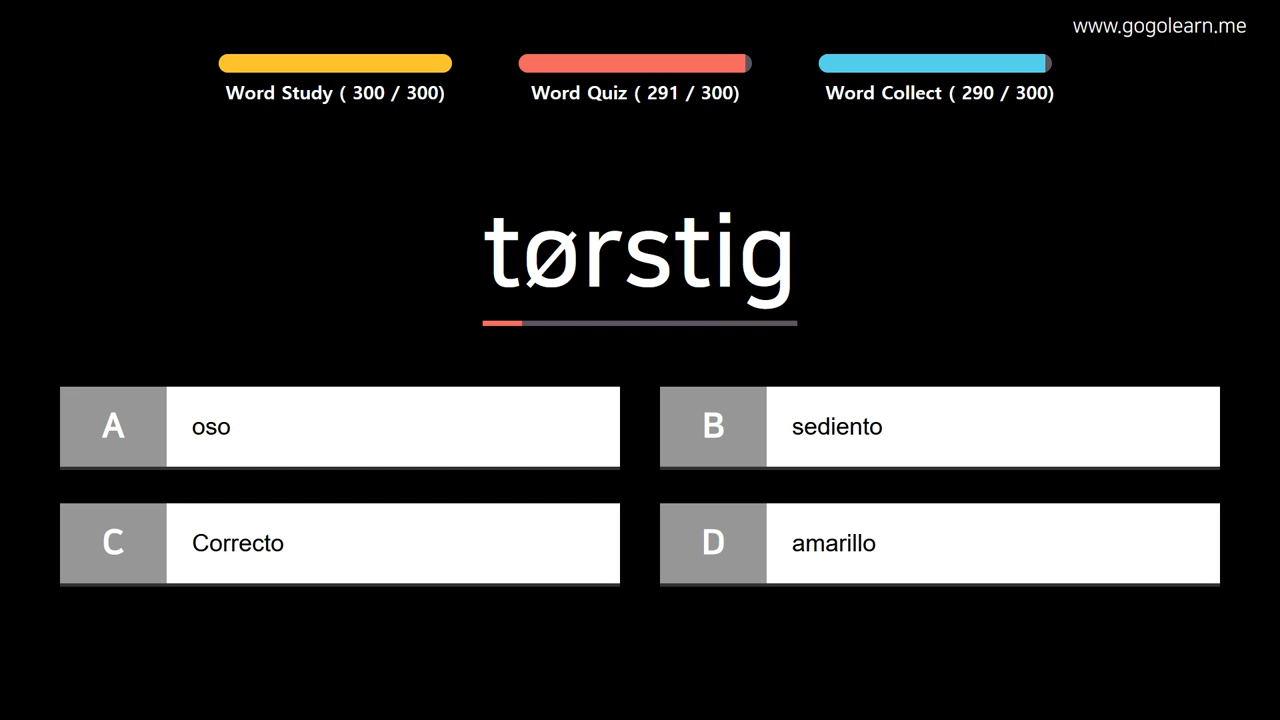 www.gogolearn.me
Word Study ( 300 / 300)
Word Quiz ( 291 / 300)
Word Collect ( 290 / 300)
tørstig
A
oso
B
sediento
C
Correcto
D
amarillo